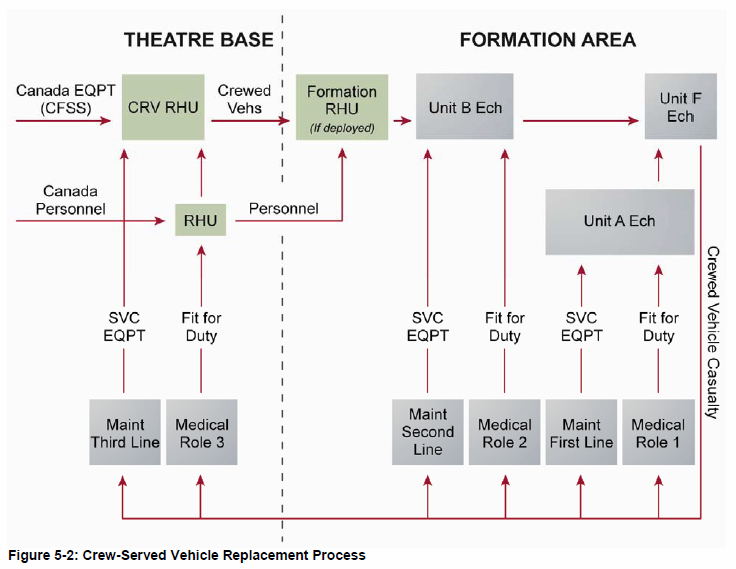 THEATRE BASE
FORMATION AREA
Canada EQPT
(CFSS)
CRV RHU
Crewed
Vehs
Formation
RHU
(If deployed)
Unit B Ech
Unit F
Ech
Canada
Personnel
RHU
Personnel
Unit A Ech
Crewed Vehicle Casualty
SVC
EQPT
Fit for
Duty
SVC
EQPT
Fit for
Duty
SVC
EQPT
Fit for
Duty
Maint
Third Line
Medical
Role 3
Maint
Second
Line
Medical
Role 2
Maint
First Line
Medical
Role 1
Figure 5-2: Crew-Served Vehicle Replacement Process